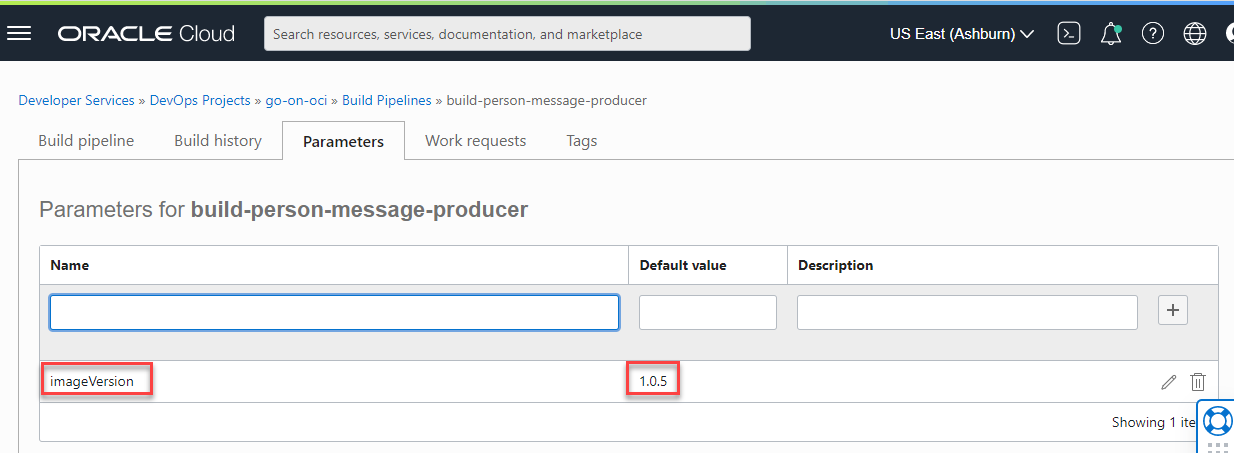 ORACLE Cloud
Search resources, services, documentation, and marketplace
US East (Ashburn)
Developer Services » DevOps Projects » go-on-oci » Build Pipelines » build-person-message-producer
Build pipeline Build history Parameters Work requests Tags
Parameters for build-person-message-producer
Name Default value Description
+
imageVersion 1.0.5
Showing 1 ite